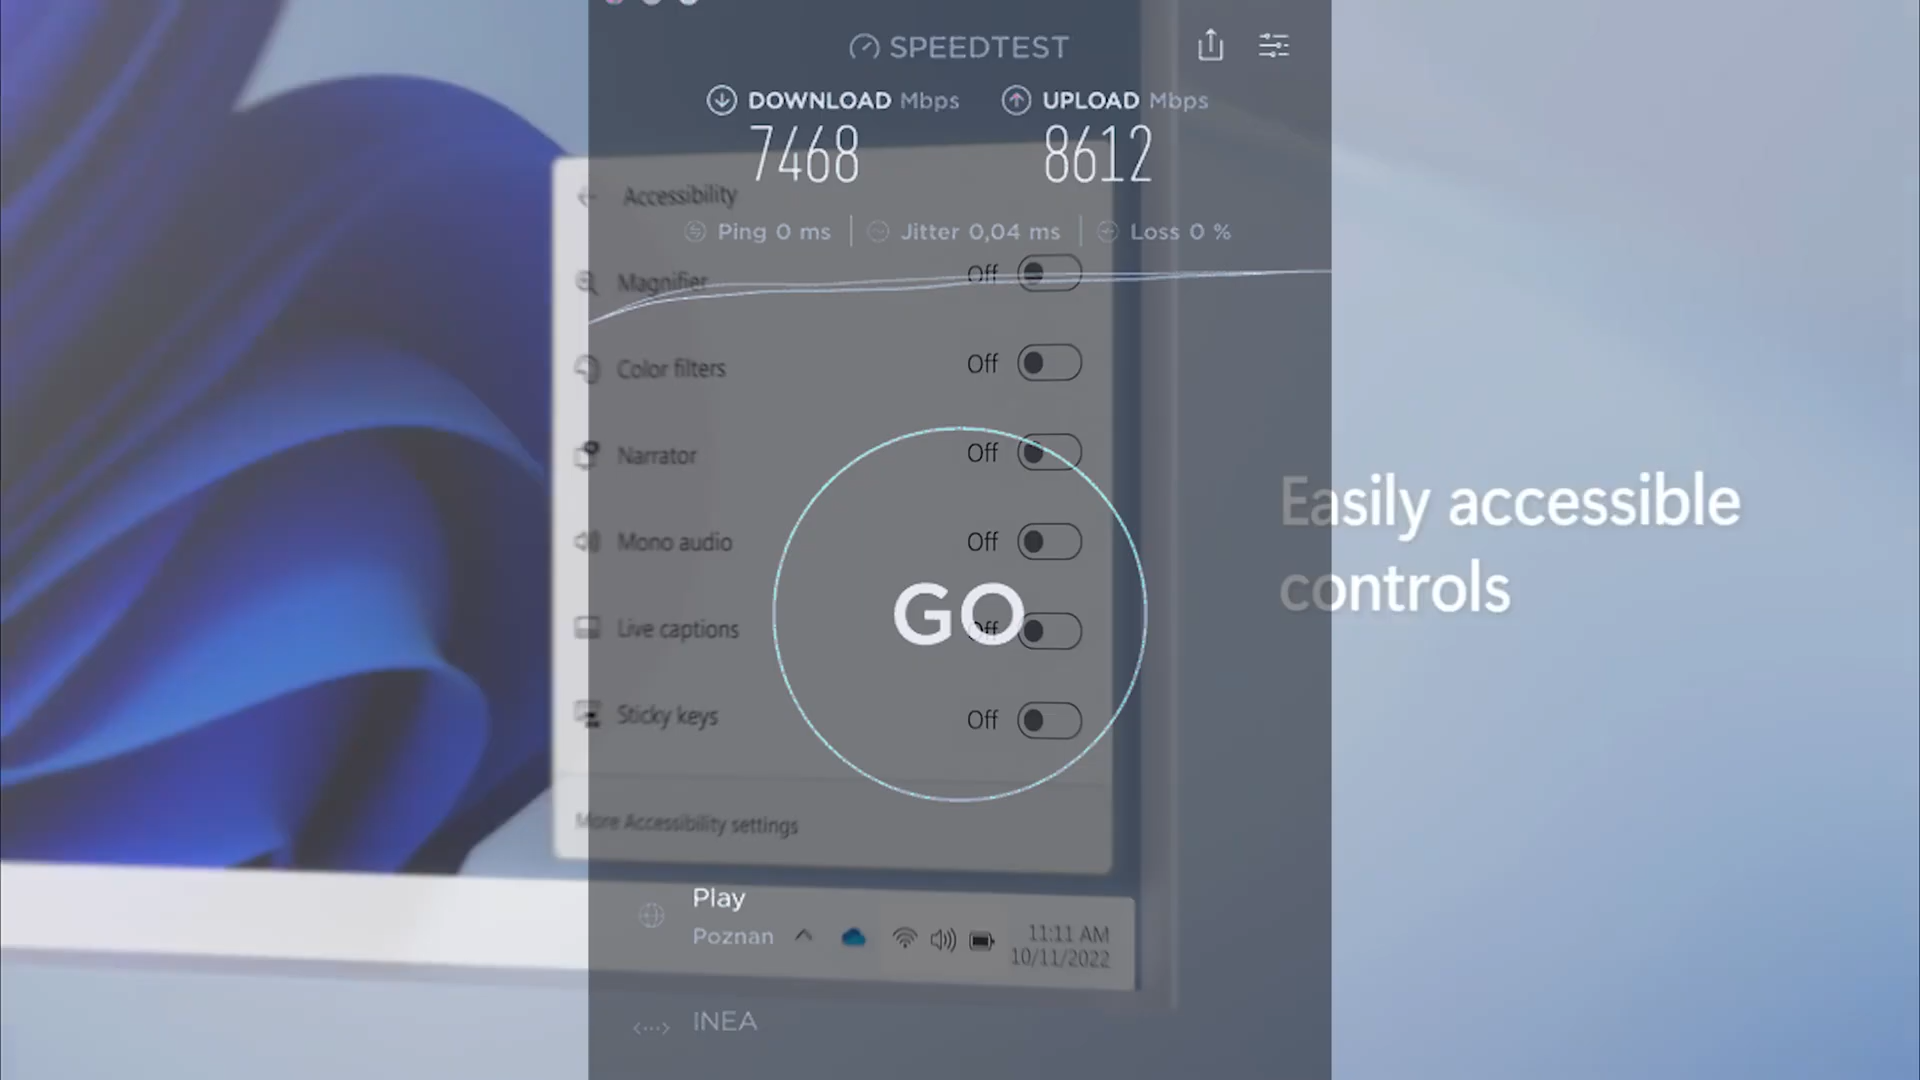 SPEEDTEST
DOWNLOAD Mbps
7468
UPLOAD Mbps
8612
Ping 0 ms
Jitter 0,04 ms
Loss 0 %
Accessibility
Magnifier Off
Color filters Off
Narrator Off
Mono audio Off
Live captions Off
Sticky keys Off
GO
More Accessibility settings
Easily accessible
controls
Play
Poznan
11:11 AM
10/11/2022
INEA